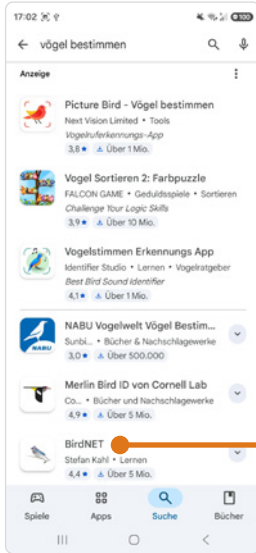 17:02
100
vögel bestimmen
Anzeige
Picture Bird - Vögel bestimmen
Next Vision Limited • Tools
Vogelruferkennungs-App
3,8★ Über 1 Mio.
Vogel Sortieren 2: Farbpuzzle
FALCON GAME • Geduldsspiele • Sortieren
Challenge Your Logic Skills
3,9★ Über 10 Mio.
Vogelstimmen Erkennungs App
Identifier Studio • Lernen • Vogelratgeber
Best Bird Sound Identifier
4,1★ Über 1 Mio.
NABU
NABU Vogelwelt Vögel Bestim...
Sunbi... • Bücher & Nachschlagewerke
3,0★ Über 500.000
Merlin Bird ID von Cornell Lab
Co... • Bücher und Nachschlagewerke
4,9★ Über 5 Mio.
BirdNET
Stefan Kahl • Lernen
4,4★ Über 5 Mio.
Spiele
Apps
Suche
Bücher